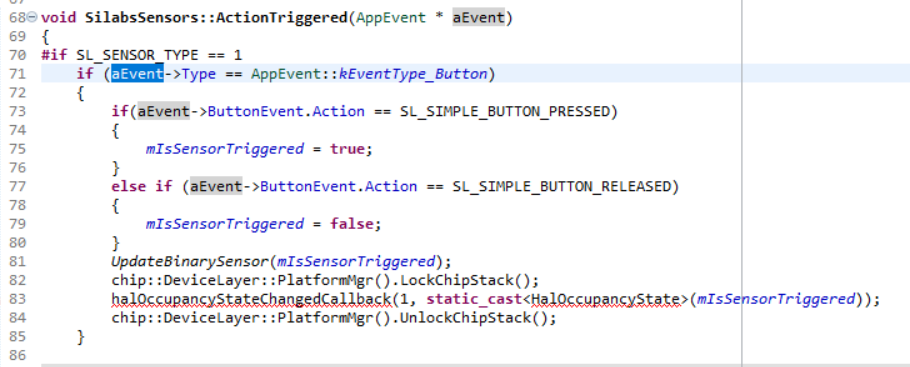 68 void SilabsSensors::ActionTriggered(AppEvent * aEvent)
69 {
70 #if SL_SENSOR_TYPE == 1
71     if (aEvent->Type == AppEvent::kEventType_Button)
72     {
73         if(aEvent->ButtonEvent.Action == SL_SIMPLE_BUTTON_PRESSED)
74         {
75             mIsSensorTriggered = true;
76         }
77         else if (aEvent->ButtonEvent.Action == SL_SIMPLE_BUTTON_RELEASED)
78         {
79             mIsSensorTriggered = false;
80         }
81         UpdateBinarySensor(mIsSensorTriggered);
82         chip::DeviceLayer::PlatformMgr().LockChipStack();
83         halOccupancyStateChangedCallback(1, static_cast<HalOccupancyState>(mIsSensorTriggered));
84         chip::DeviceLayer::PlatformMgr().UnlockChipStack();
85     }
86